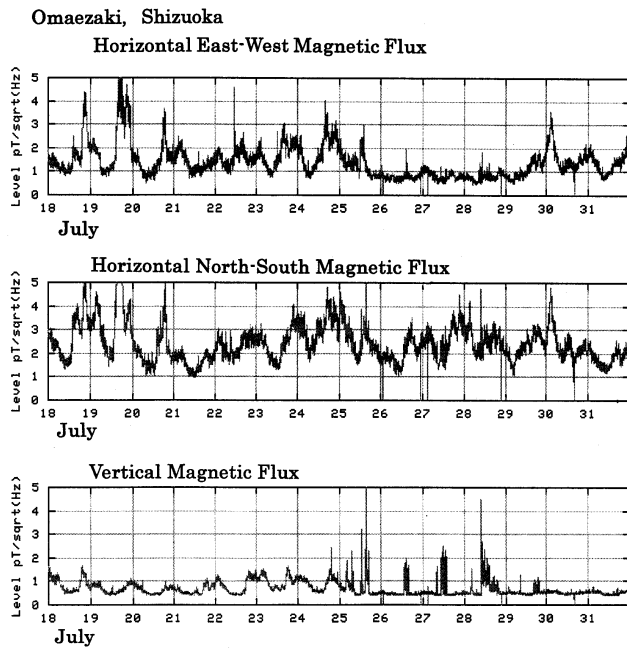 Omaezaki, Shizuoka
Horizontal East-West Magnetic Flux
Level pT/sqrt(Hz)
5
4
3
2
1
0
18 19 20 21 22 23 24 25 26 27 28 29 30 31
July
Horizontal North-South Magnetic Flux
Level pT/sqrt(Hz)
5
4
3
2
1
0
18 19 20 21 22 23 24 25 26 27 28 29 30 31
July
Vertical Magnetic Flux
Level pT/sqrt(Hz)
5
4
3
2
1
0
18 19 20 21 22 23 24 25 26 27 28 29 30 31
July